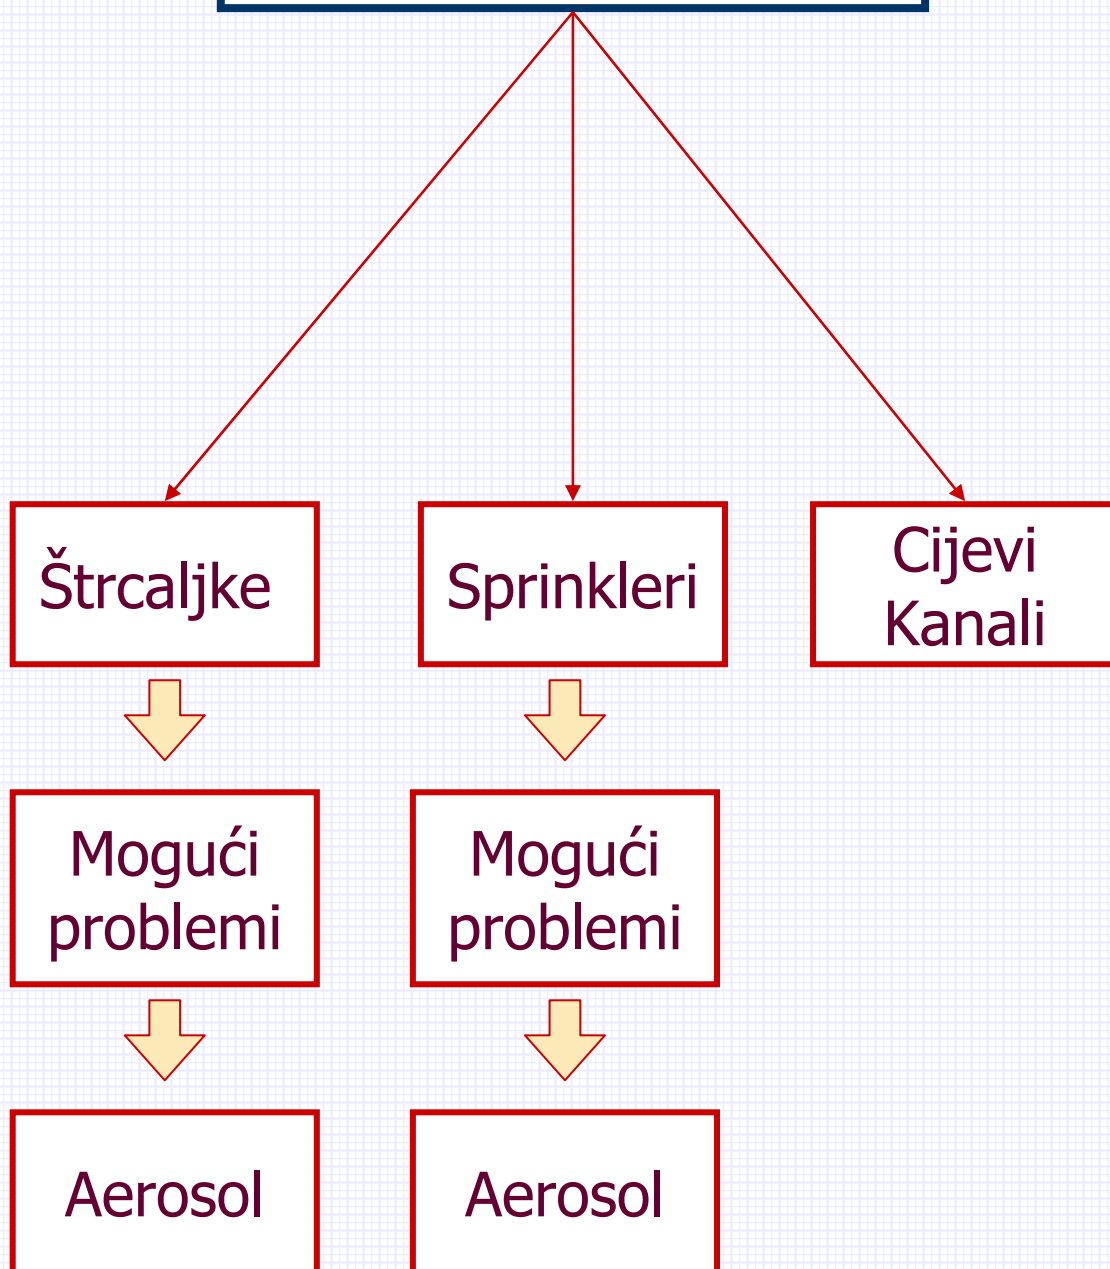 Štrcaljke
Sprinkleri
Cijevi
Kanali
Mogući
problemi
Mogući
problemi
Aerosol
Aerosol